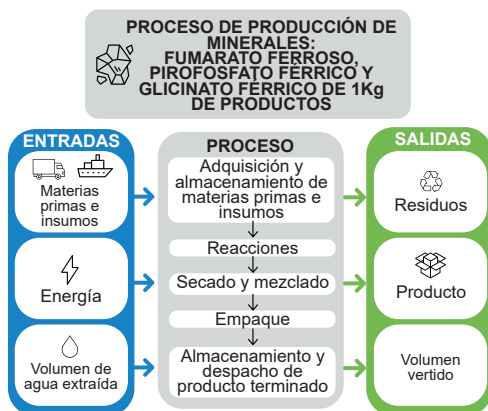 PROCESO DE PRODUCCIÓN DE
MINERALES:
FUMARATO FERROSO,
PIROFOSFATO FÉRRICO Y
GLICINATO FÉRRICO DE 1Kg
DE PRODUCTOS
ENTRADAS
Materias
primas e
insumos
Energía
Volumen de
agua extraída
PROCESO
Adquisición y
almacenamiento de
materias primas e
insumos
Reacciones
Secado y mezclado
Empaque
Almacenamiento y
despacho de
producto terminado
SALIDAS
Residuos
Producto
Volumen
vertido